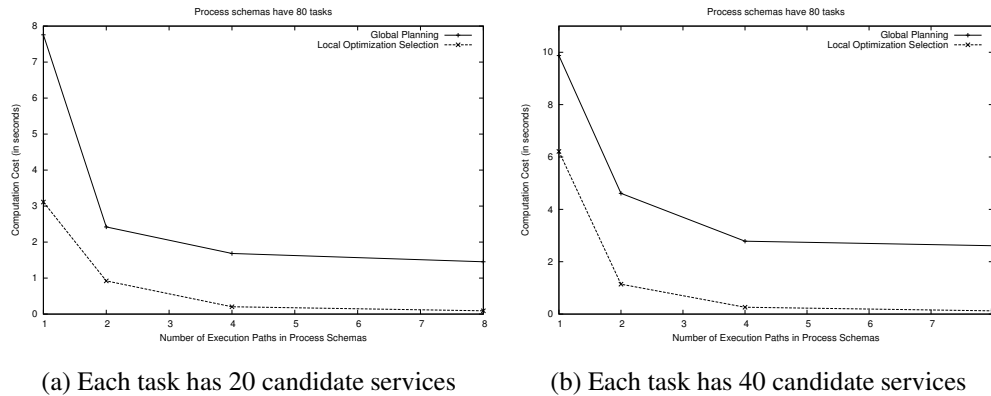 Process schemas have 80 tasks
Global Planning
Local Optimization Selection
Computation Cost (in seconds)
8
7
6
5
4
3
2
1
0
1 2 3 4 5 6 7 8
Number of Execution Paths in Process Schemas
(a) Each task has 20 candidate services
Process schemas have 80 tasks
Global Planning
Local Optimization Selection
Computation Cost (in seconds)
10
8
6
4
2
0
1 2 3 4 5 6 7
Number of Execution Paths in Process Schemas
(b) Each task has 40 candidate services